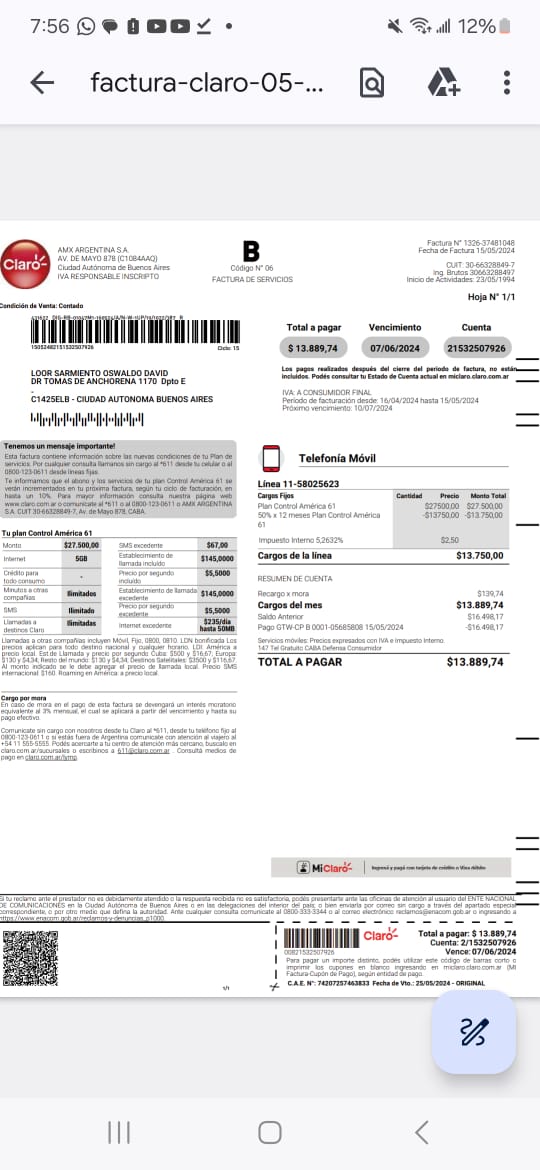 7:56 12%
factura-claro-05-...
Claro
AMX ARGENTINA S.A.
AV. DE MAYO 878 (C1084AAQ)
Ciudad Autónoma de Buenos Aires
IVA RESPONSABLE INSCRIPTO
B
Código N° 06
FACTURA DE SERVICIOS
Factura N° 1326-37481048
Fecha de Factura 15/05/2024
CUIT: 30-66328849-7
Ing. Brutos 30663288497
Inicio de Actividades: 23/05/1994
Hoja N° 1/1
Condición de Venta: Contado
Ciclo: 15
LOOR SARMIENTO OSWALDO DAVID
DR TOMAS DE ANCHORENA 1170 Dpto E
-
C1425ELB - CIUDAD AUTONOMA BUENOS AIRES
Total a pagar Vencimiento Cuenta
$ 13.889,74 07/06/2024 21532507926
Los pagos realizados después del cierre del periodo de factura, no están
incluidos. Podés consultar tu Estado de Cuenta actual en miclaro.claro.com.ar
IVA: A CONSUMIDOR FINAL
Período de facturación desde: 16/04/2024 hasta 15/05/2024
Próximo vencimiento: 10/07/2024
Tenemos un mensaje importante!
Esta factura contiene información sobre las nuevas condiciones de tu Plan de
servicios. Por cualquier consulta llamanos sin cargo al *611 desde tu celular o al
0800-123-0611 desde líneas fijas.
Te informamos que el abono y los servicios de tu plan Control América 61 se
verán incrementados en tu próxima factura, según tu ciclo de facturación, en
hasta un 10%. Para mayor información consulta nuestra página web
www.claro.com.ar o comunicate al *611 o al 0800-123-0611 o AMX ARGENTINA
S.A. CUIT 30-66328849-7, Av. de Mayo 878, CABA.
Tu plan Control América 61
Monto $27.500,00 SMS excedente $67,00
Internet 5GB Establecimiento de llamada incluído $145,0000
Crédito para todo consumo - Precio por segundo incluído $5,5000
Minutos a otras compañías Ilimitados Establecimiento de llamada excedente $145,0000
SMS Ilimitado Precio por segundo excedente $5,5000
Llamadas a destinos Claro Ilimitadas Internet excedente $235/día hasta 50MB
Llamadas a otras compañías incluyen Móvil, Fijo, 0800, 0810. LDN bonificada Los
precios aplican para todo destino nacional y cualquier horario. LDI: América a
precio local. Est.de Llamada y precio por segundo Cuba: $500 y $16,67; Europa:
$130 y $4,34; Resto del mundo: $130 y $4,34; Destinos Satelitales: $3500 y $116,67.
Al monto indicado se le debe agregar el precio de llamada local. Precio SMS
internacional: $160. Roaming en América: a precio local.
Cargo por mora
En caso de mora en el pago de esta factura se devengará un interés moratorio
equivalente al 3% mensual, el cual se aplicará a partir del vencimiento y hasta su
pago efectivo.
Comunicate sin cargo con nosotros desde tu Claro al *611, desde tu teléfono fijo al
0800-123-0611 o si estás fuera de Argentina comunicate con atención al viajero al
+54 11 555-5555. Podés acercarte a tu centro de atención más cercano, buscalo en
claro.com.ar/sucursales o escribinos a 611@claro.com.ar . Consultá medios de
pago en claro.com.ar/lymp.
Telefonía Móvil
Línea 11-58025623
Cargos Fijos Cantidad Precio Monto Total
Plan Control América 61 $27500,00 $27.500,00
50% x 12 meses Plan Control América 61 -$13750,00 -$13.750,00
Impuesto Interno 5,2632% $2,50
Cargos de la línea $13.750,00
RESUMEN DE CUENTA
Recargo x mora $139,74
Cargos del mes $13.889,74
Saldo Anterior $16.498,17
Pago GTW-CP B 0001-05685808 15/05/2024 -$16.498,17
Servicios móviles: Precios expresados con IVA e Impuesto Interno.
147 Tel Gratuito CABA Defensa Consumidor
TOTAL A PAGAR $13.889,74
MiClaro Ingresá y pagá con tarjeta de crédito o Visa débito
Si tu reclamo ante el prestador no es debidamente atendido o la respuesta recibida no es satisfactoria, podés presentarte ante las oficinas de atención al usuario del ENTE NACIONAL
DE COMUNICACIONES en la Ciudad Autónoma de Buenos Aires o en las delegaciones del interior del país; o bien enviarla por correo sin cargo a través del apartado especial
correspondiente, o por otro medio que defina la autoridad. Ante cualquier consulta comunicate al 0800-333-3344 o al correo electrónico reclamos@enacom.gob.ar o ingresando a
https://www.enacom.gob.ar/reclamos-y-denuncias_p1000.
00821532507926
Claro
Total a pagar: $ 13.889,74
Cuenta: 2/1532507926
Vence: 07/06/2024
Para pagar un importe distinto, podés utilizar este código de barras corto o
imprimir los cupones en blanco ingresando en miclaro.claro.com.ar (Mi
Factura-Cupón de Pago), según entidad de pago.
C.A.E. N°: 74207257463833 Fecha de Vto.: 25/05/2024 - ORIGINAL
1/1